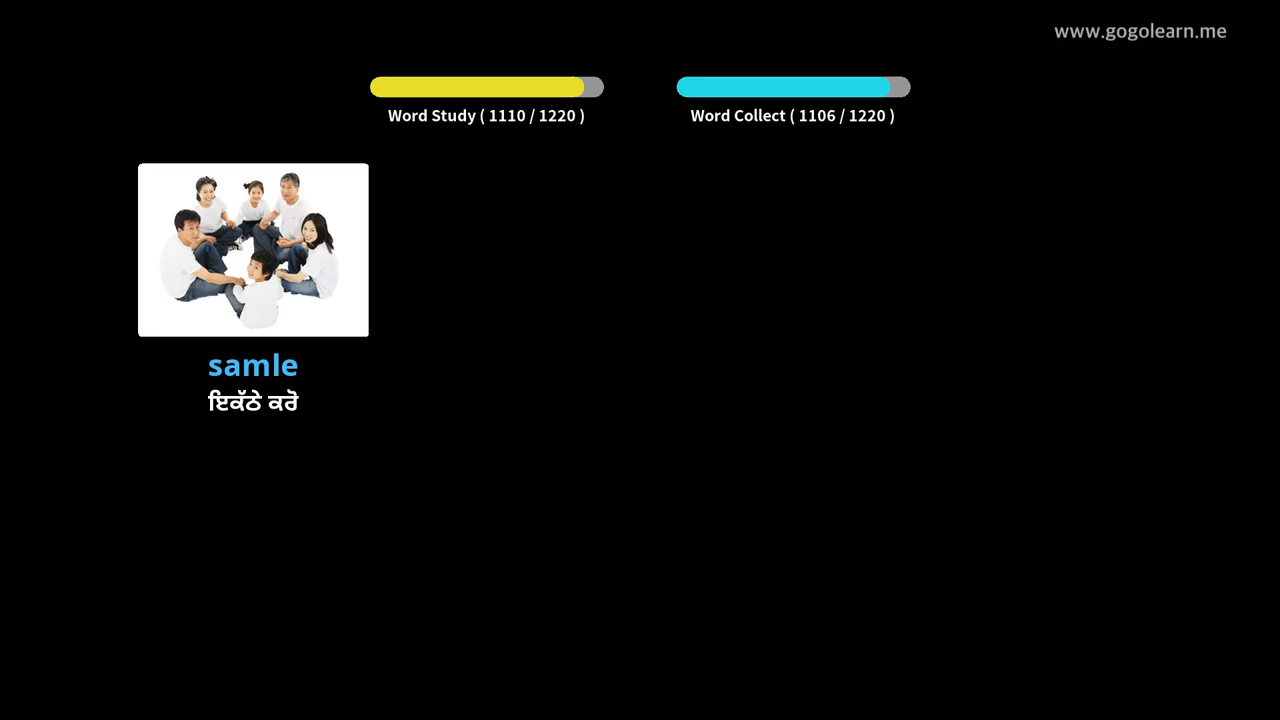 www.gogolearn.me
Word Study ( 1110 / 1220 )
Word Collect ( 1106 / 1220 )
samle
ਇਕੱਠੇ ਕਰੋ